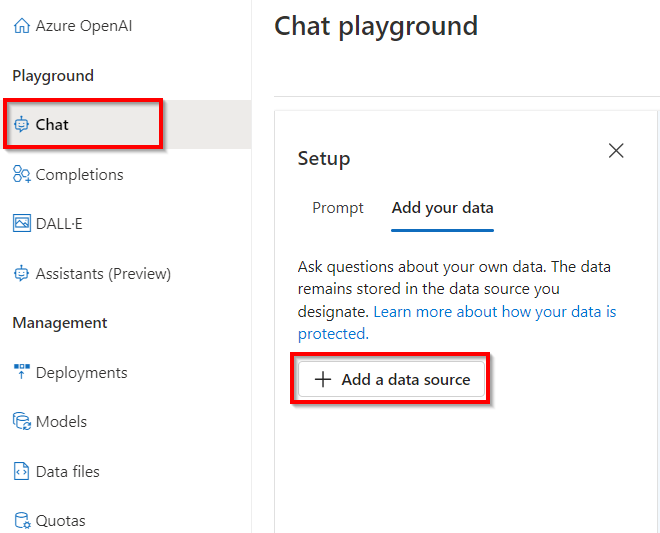 Azure OpenAI
Playground
Chat
Completions
DALL·E
Assistants (Preview)
Management
Deployments
Models
Data files
Quotas
Chat playground
Setup
Prompt
Add your data
Ask questions about your own data. The data
remains stored in the data source you
designate. Learn more about how your data is
protected.
Add a data source